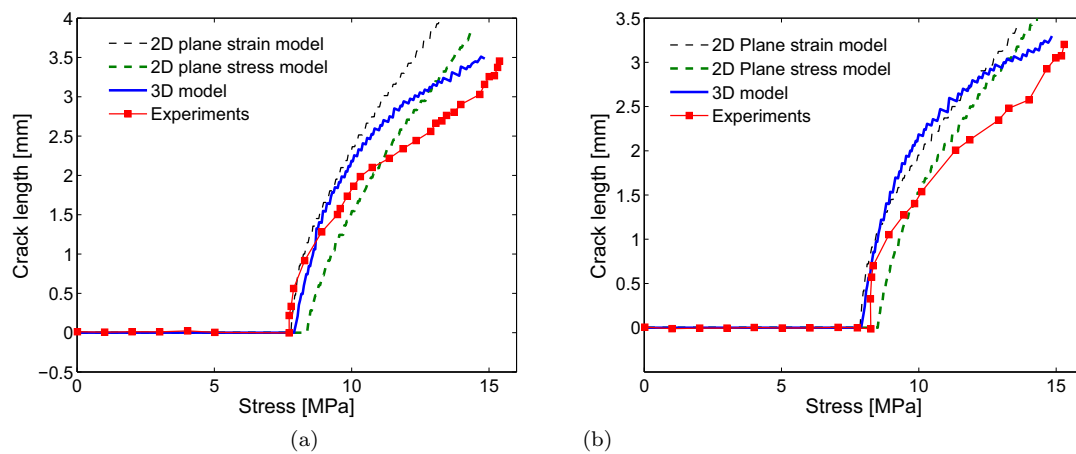 4
3.5
3
2.5
2
1.5
1
0.5
0
−0.5
Crack length [mm]
2D plane strain model
2D plane stress model
3D model
Experiments
0 5 10 15
Stress [MPa]
(a)
3.5
3
2.5
2
1.5
1
0.5
0
Crack length [mm]
2D Plane strain model
2D Plane stress model
3D model
Experiments
0 5 10 15
Stress [MPa]
(b)